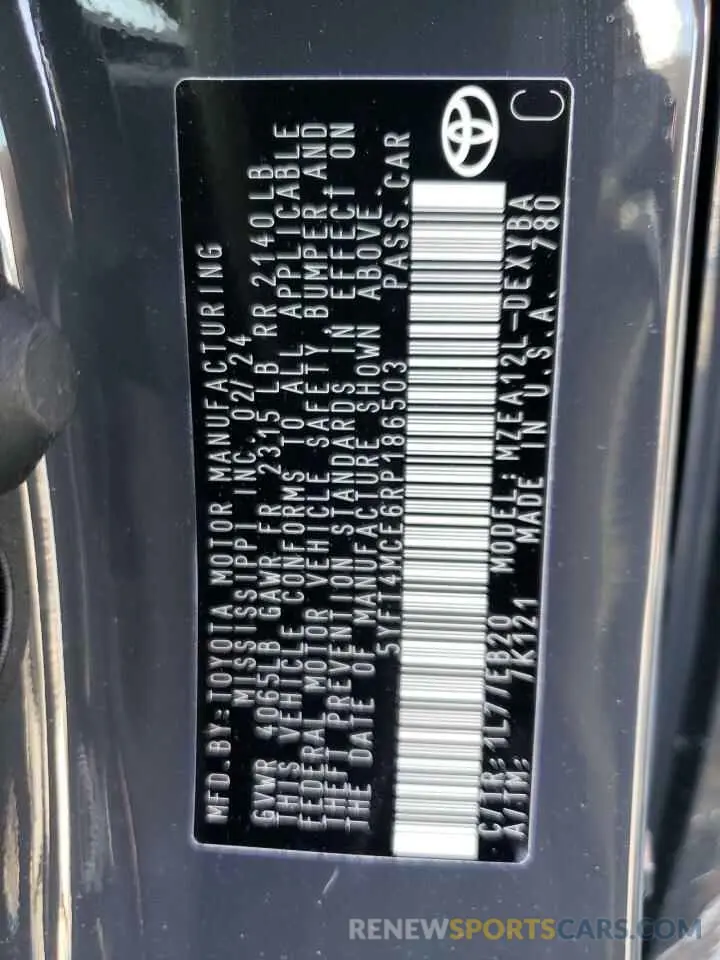 MFD.BY:TOYOTA MOTOR MANUFACTURING
MISSISSIPPI INC. 02/24
GVWR 4065LB GAWR FR 2315 LB RR 2140LB
THIS VEHICLE CONFORMS TO ALL APPLICABLE
FEDERAL MOTOR VEHICLE SAFETY,BUMPER AND
THEFT PREVENTION STANDARDS IN EFFECT ON
THE DATE OF MANUFACTURE SHOWN ABOVE.
5YFT4MCE6RP186503 PASS.CAR
C/TR:1L77/EB20 MODEL:MZEA12L-DEXYBA
A/TM: 7K121 MADE IN U.S.A. 780
C
RENEWSPORTSCARS.COM